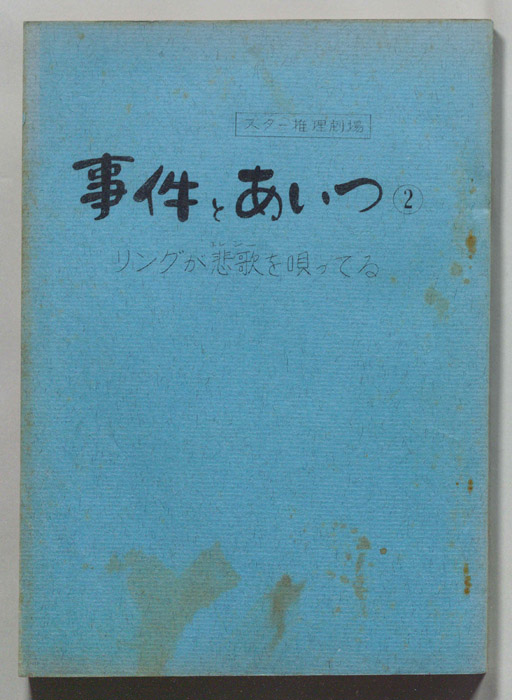 スター推理劇場
事件とあいつ②
リングが悲歌を唄ってる